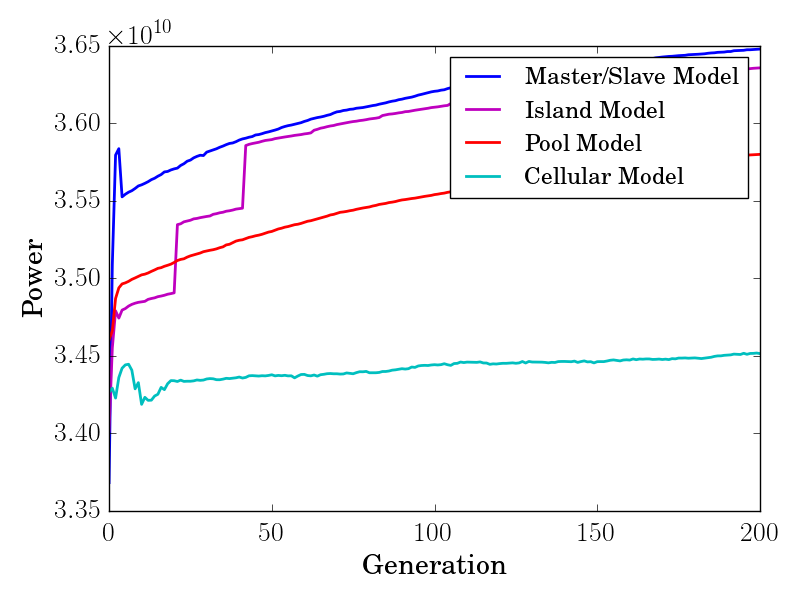 ×10^10
3.65
3.60
3.55
3.50
3.45
3.40
3.35
Power
0
50
100
150
200
Generation
Master/Slave Model
Island Model
Pool Model
Cellular Model